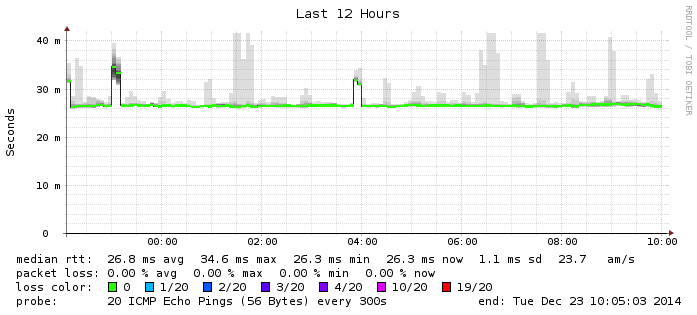 Last 12 Hours
RRDTOOL / TOBI OETIKER
Seconds
40 m
30 m
20 m
10 m
0
00:00 02:00 04:00 06:00 08:00 10:00
median rtt: 26.8 ms avg 34.6 ms max 26.3 ms min 26.3 ms now 1.1 ms sd 23.7 am/s
packet loss: 0.00 % avg 0.00 % max 0.00 % min 0.00 % now
loss color: 0 1/20 2/20 3/20 4/20 10/20 19/20
probe: 20 ICMP Echo Pings (56 Bytes) every 300s end: Tue Dec 23 10:05:03 2014